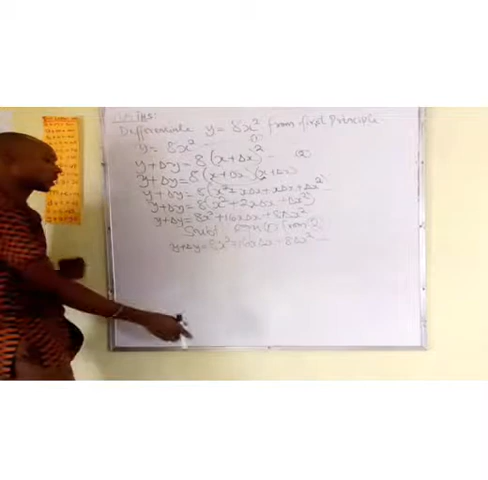 MATHS:
Differentiate y = 8x² from first Principle
y = 8x² ... (1)
y + Δy = 8(x + Δx)² ... (2)
y + Δy = 8(x + Δx)(x + Δx)
y + Δy = 8(x² + xΔx + xΔx + Δx²)
y + Δy = 8(x² + 2xΔx + Δx²)
y + Δy = 8x² + 16xΔx + 8Δx²
(1) from (2)
y + Δy = 8x² + 16xΔx + 8Δx²